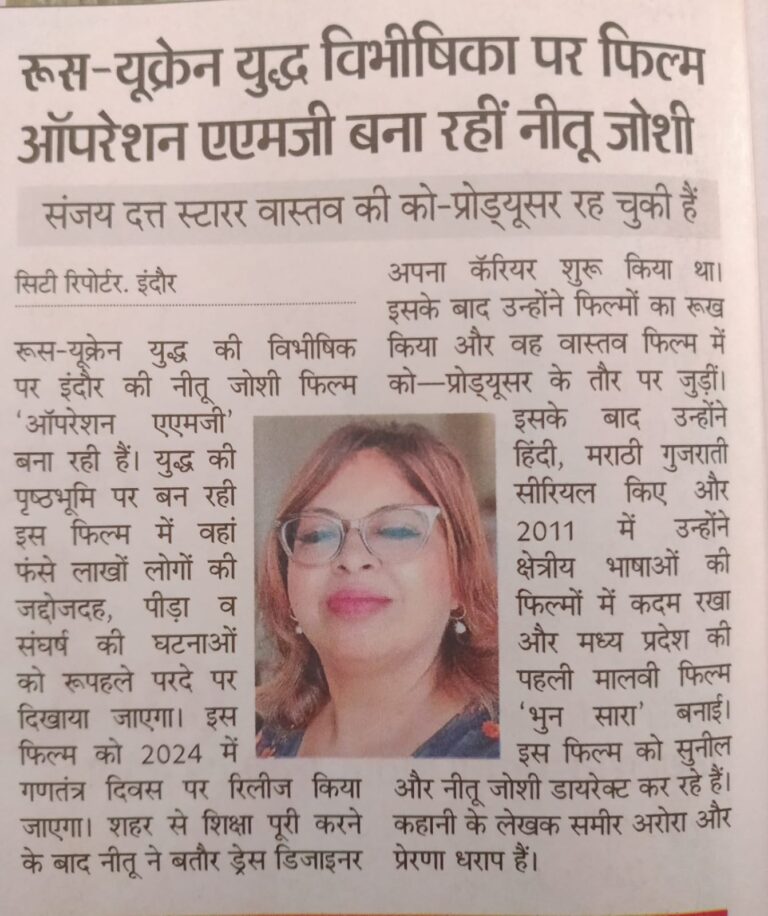 रूस-यूक्रेन युद्ध विभीषिका पर फिल्म
ऑपरेशन एएमजी बना रहीं नीतू जोशी
संजय दत्त स्टारर वास्तव की को-प्रोड्यूसर रह चुकी हैं
सिटी रिपोर्टर. इंदौर
रूस-यूक्रेन युद्ध की विभीषिक
पर इंदौर की नीतू जोशी फिल्म
‘ऑपरेशन एएमजी’
बना रही हैं। युद्ध की
पृष्ठभूमि पर बन रही
इस फिल्म में वहां
फंसे लाखों लोगों की
जद्दोजदह, पीड़ा व
संघर्ष की घटनाओं
को रूपहले परदे पर
दिखाया जाएगा। इस
फिल्म को 2024 में
गणतंत्र दिवस पर रिलीज किया
जाएगा। शहर से शिक्षा पूरी करने
के बाद नीतू ने बतौर ड्रेस डिजाइनर
अपना कॅरियर शुरू किया था।
इसके बाद उन्होंने फिल्मों का रूख
किया और वह वास्तव फिल्म में
को—प्रोड्यूसर के तौर पर जुड़ीं।
इसके बाद उन्होंने
हिंदी, मराठी गुजराती
सीरियल किए और
2011 में उन्होंने
क्षेत्रीय भाषाओं की
फिल्मों में कदम रखा
और मध्य प्रदेश की
पहली मालवी फिल्म
‘भुन सारा’ बनाई।
इस फिल्म को सुनील
और नीतू जोशी डायरेक्ट कर रहे हैं।
कहानी के लेखक समीर अरोरा और
प्रेरणा धराप हैं।